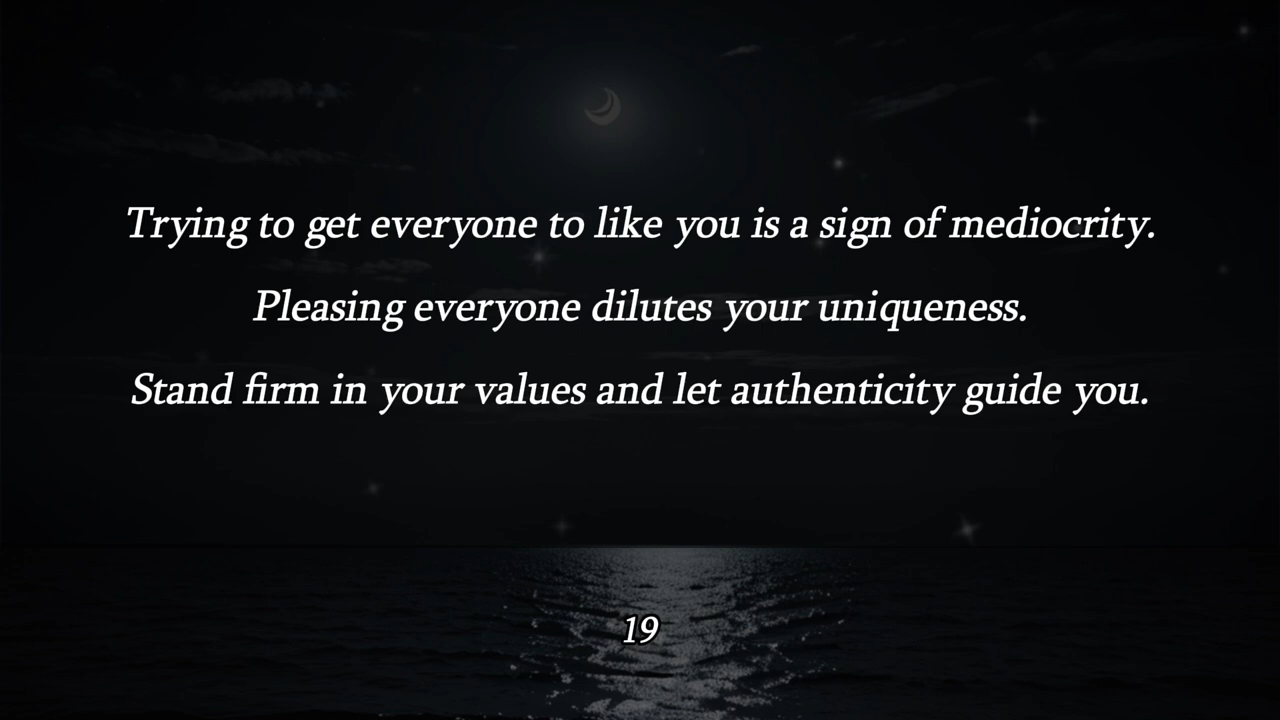 Trying to get everyone to like you is a sign of mediocrity.
Pleasing everyone dilutes your uniqueness.
Stand firm in your values and let authenticity guide you.
19